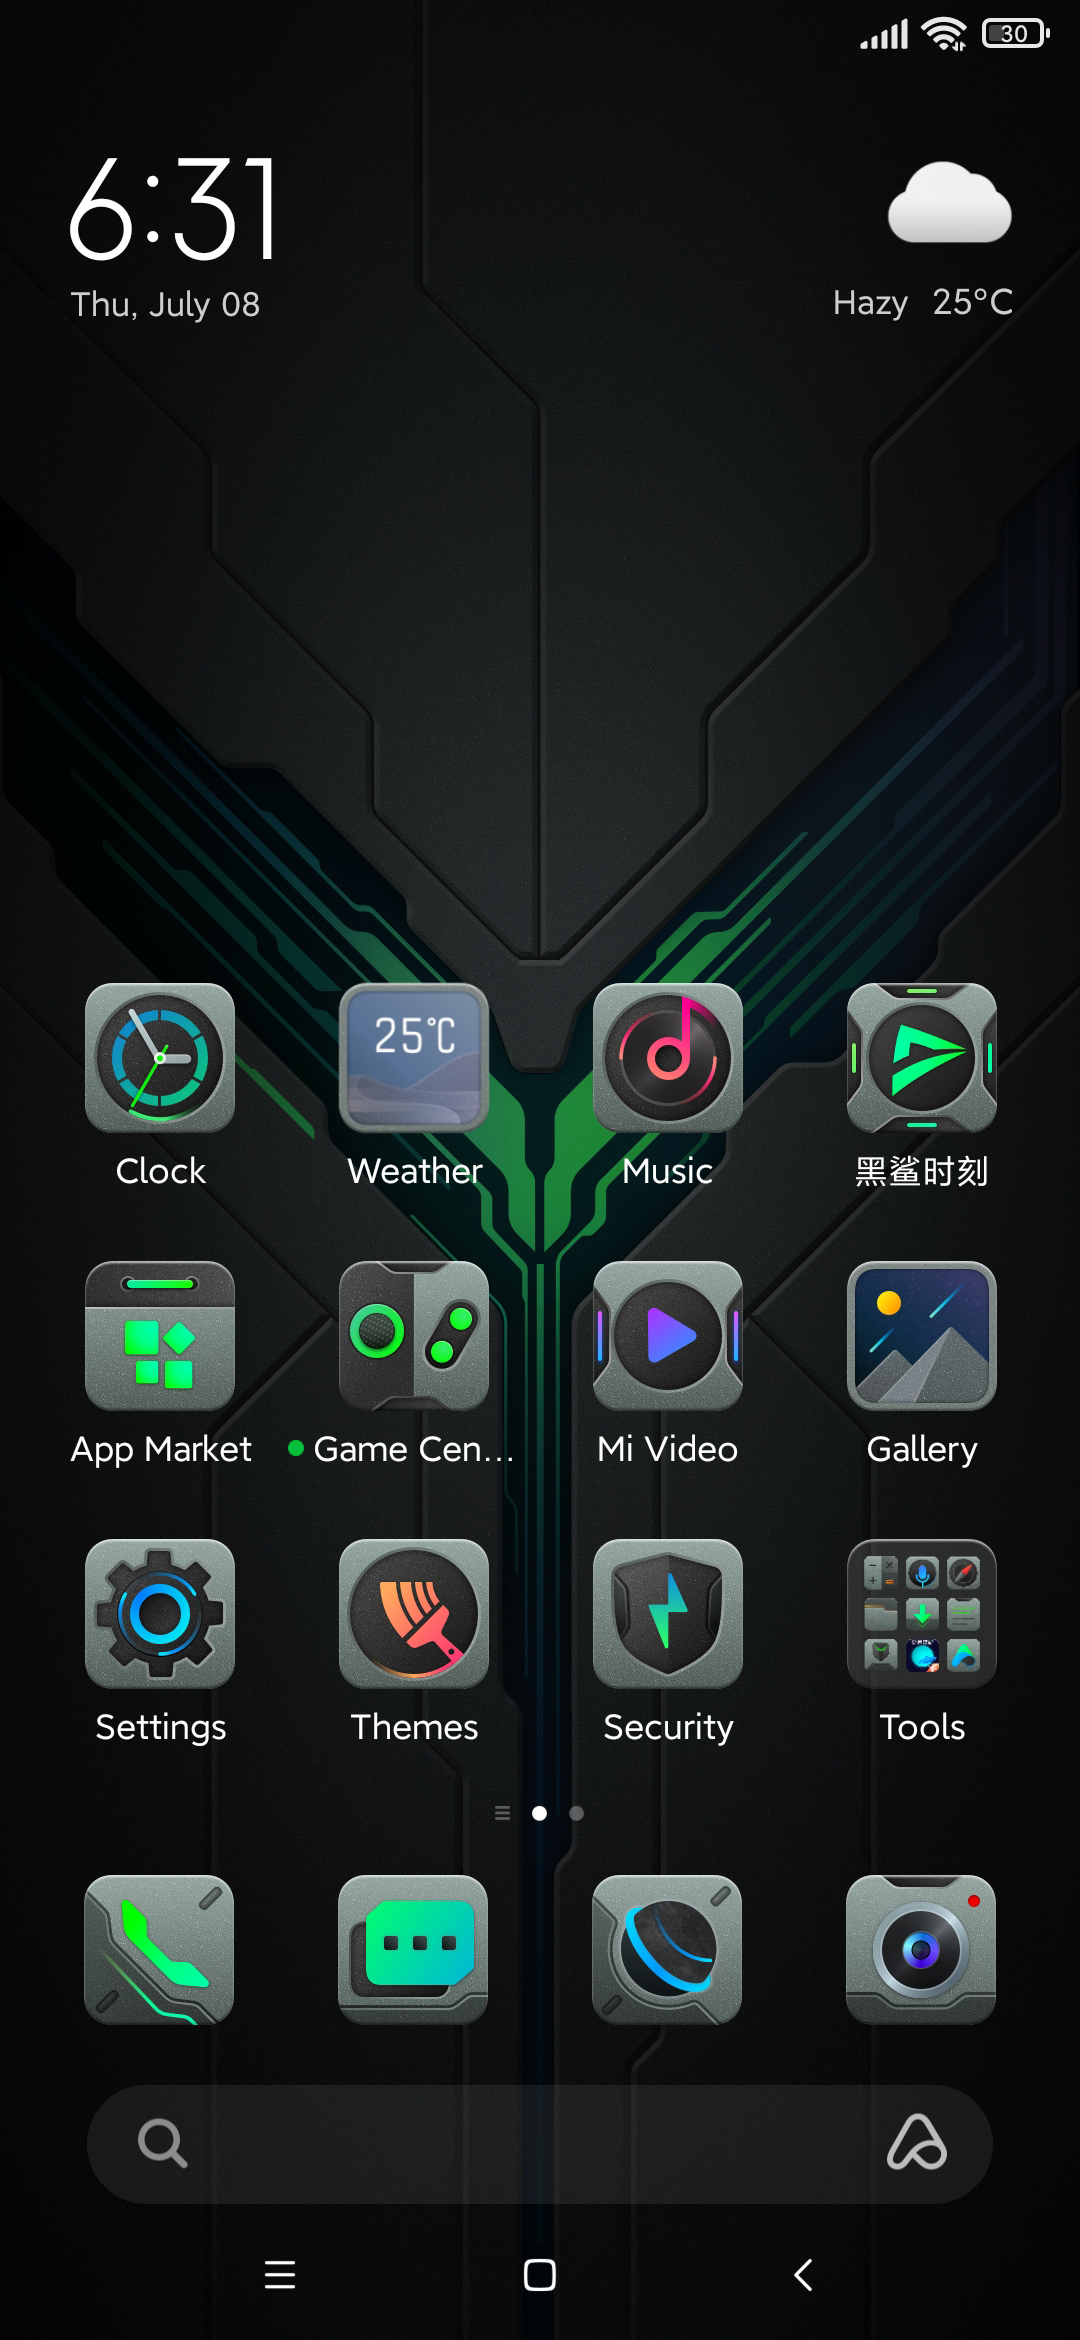 30
6:31
Thu, July 08
Hazy 25°C
25°C
Clock
Weather
Music
黑鲨时刻
App Market
Game Cen...
Mi Video
Gallery
Settings
Themes
Security
Tools